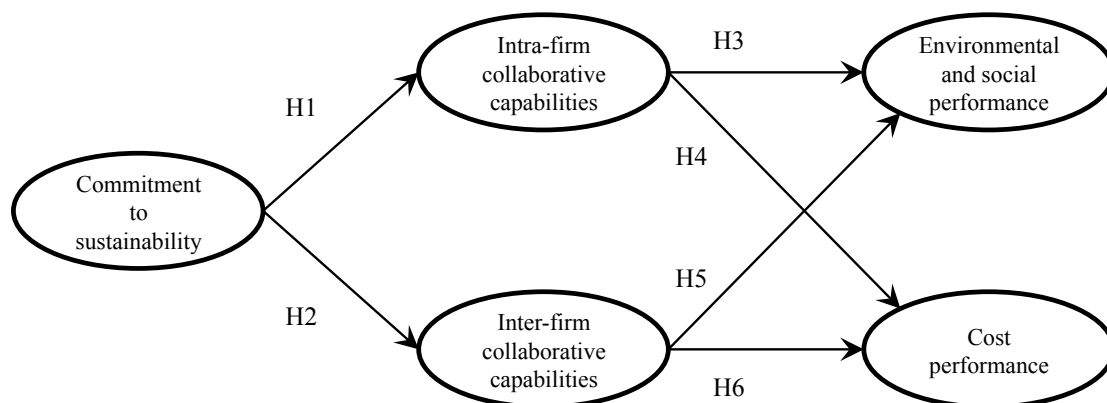 Intra-firm
collaborative
capabilities
H3
Environmental
and social
performance
H1
H4
Commitment
to
sustainability
H5
H2
Inter-firm
collaborative
capabilities
H6
Cost
performance